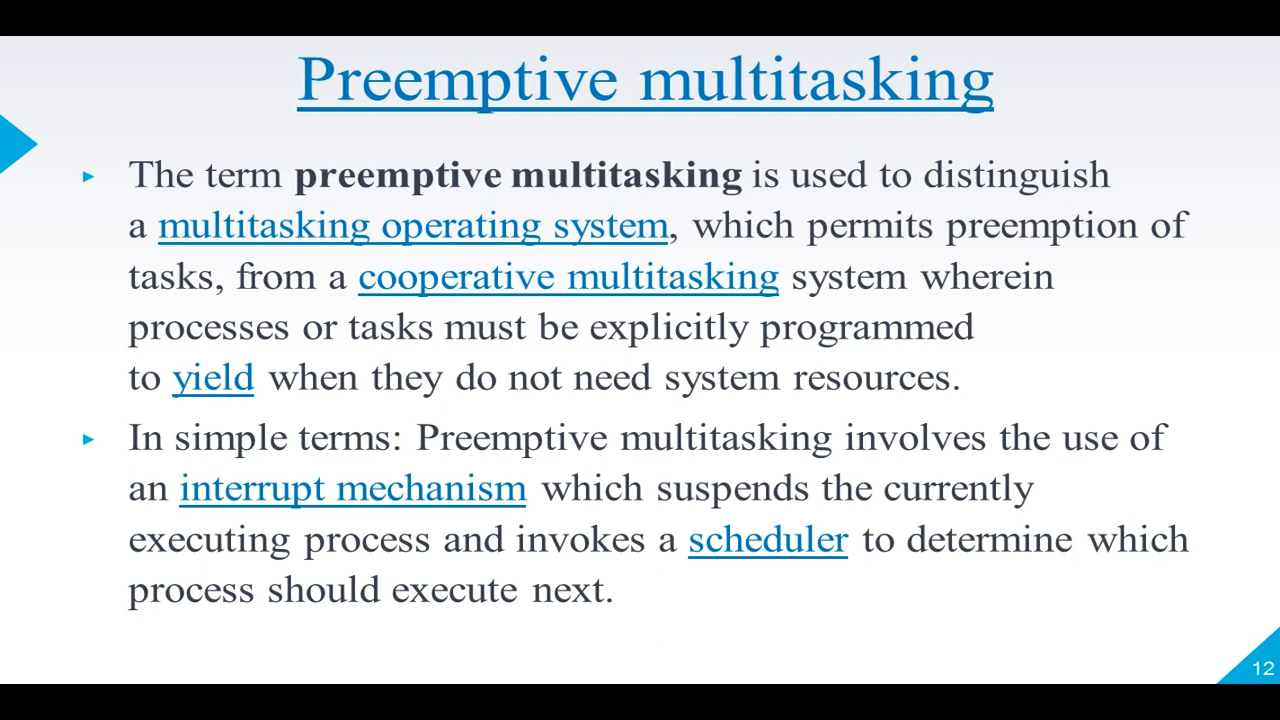 Preemptive multitasking
The term preemptive multitasking is used to distinguish
a multitasking operating system, which permits preemption of
tasks, from a cooperative multitasking system wherein
processes or tasks must be explicitly programmed
to yield when they do not need system resources.
In simple terms: Preemptive multitasking involves the use of
an interrupt mechanism which suspends the currently
executing process and invokes a scheduler to determine which
process should execute next.
12